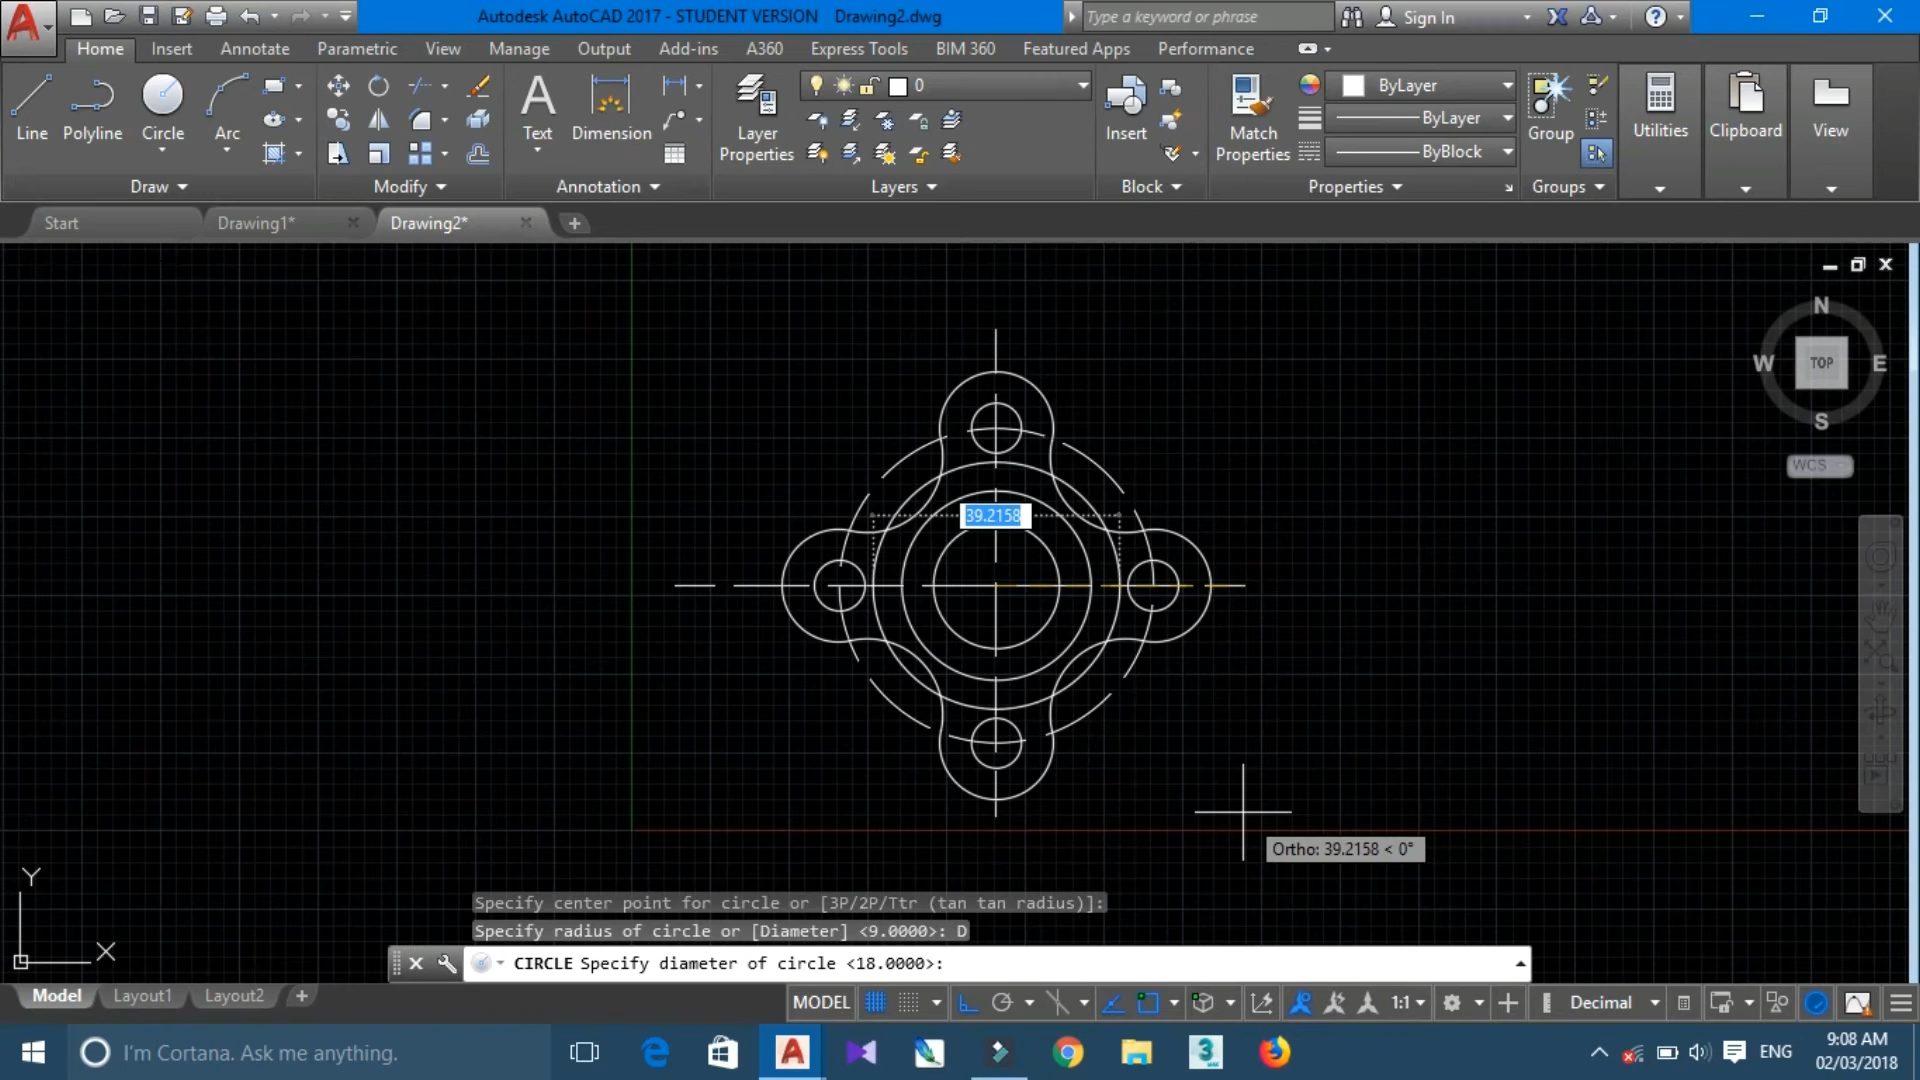 Autodesk AutoCAD 2017 - STUDENT VERSION Drawing2.dwg
Type a keyword or phrase
Sign In
Home Insert Annotate Parametric View Manage Output Add-ins A360 Express Tools BIM 360 Featured Apps Performance
0
ByLayer
Line Polyline Circle Arc Text Dimension Layer Properties Insert Match Properties Group Utilities Clipboard View
ByLayer
ByBlock
Draw Modify Annotation Layers Block Properties Groups
Start Drawing1* Drawing2*
N
W TOP E
S
WCS
39.2158
Ortho: 39.2158 < 0°
Y
X
Specify center point for circle or [3P/2P/Ttr (tan tan radius)]:
Specify radius of circle or [Diameter] <9.0000>: D
CIRCLE Specify diameter of circle <18.0000>:
Model Layout1 Layout2
MODEL 1:1 Decimal
I'm Cortana. Ask me anything.
ENG
9:08 AM
02/03/2018